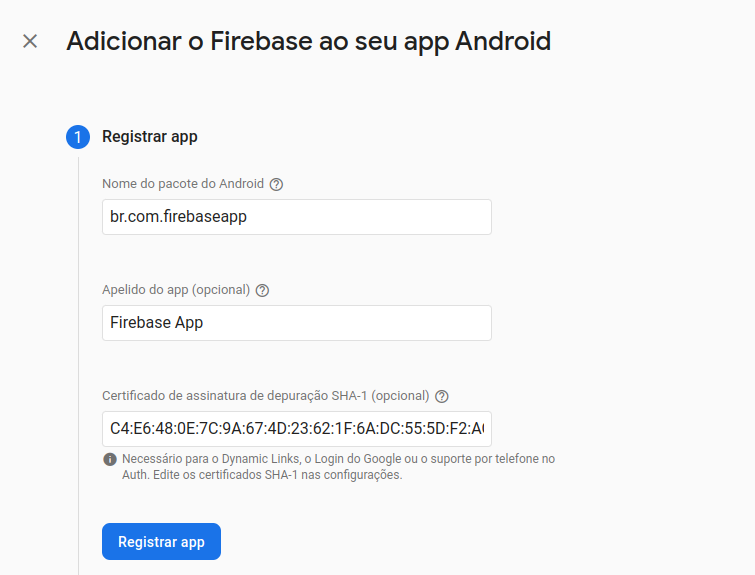 Adicionar o Firebase ao seu app Android
1
Registrar app
Nome do pacote do Android
br.com.firebaseapp
Apelido do app (opcional)
Firebase App
Certificado de assinatura de depuração SHA-1 (opcional)
C4:E6:48:0E:7C:9A:67:4D:23:62:1F:6A:DC:55:5D:F2:A
Necessário para o Dynamic Links, o Login do Google ou o suporte por telefone no
Auth. Edite os certificados SHA-1 nas configurações.
Registrar app